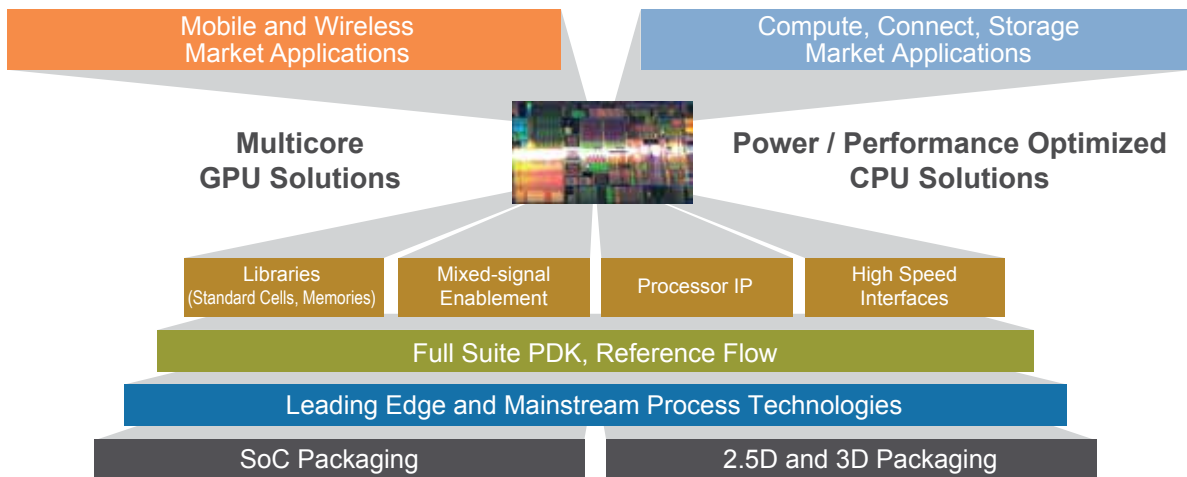 Mobile and Wireless
Market Applications
Compute, Connect, Storage
Market Applications
Multicore
GPU Solutions
Power / Performance Optimized
CPU Solutions
Libraries
(Standard Cells, Memories)
Mixed-signal
Enablement
Processor IP
High Speed
Interfaces
Full Suite PDK, Reference Flow
Leading Edge and Mainstream Process Technologies
SoC Packaging
2.5D and 3D Packaging